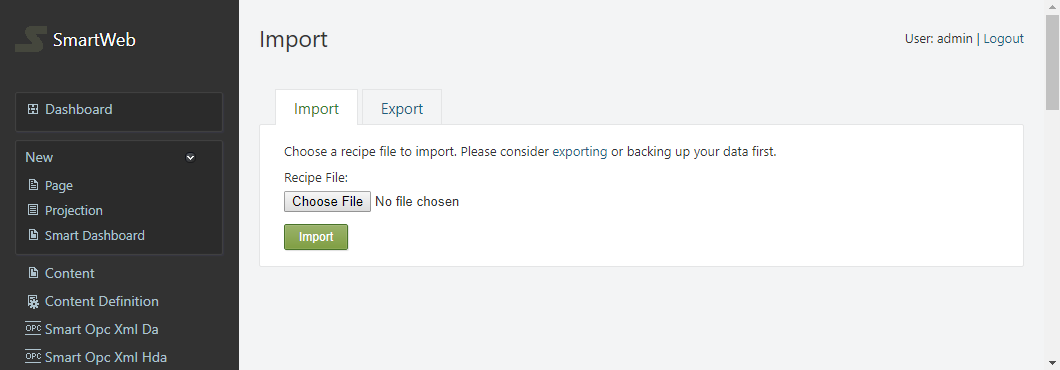 SmartWeb
Dashboard
New
Page
Projection
Smart Dashboard
Content
Content Definition
OPC Smart Opc Xml Da
OPC Smart Opc Xml Hda
Import
User: admin | Logout
Import Export
Choose a recipe file to import. Please consider exporting or backing up your data first.
Recipe File:
Choose File No file chosen
Import